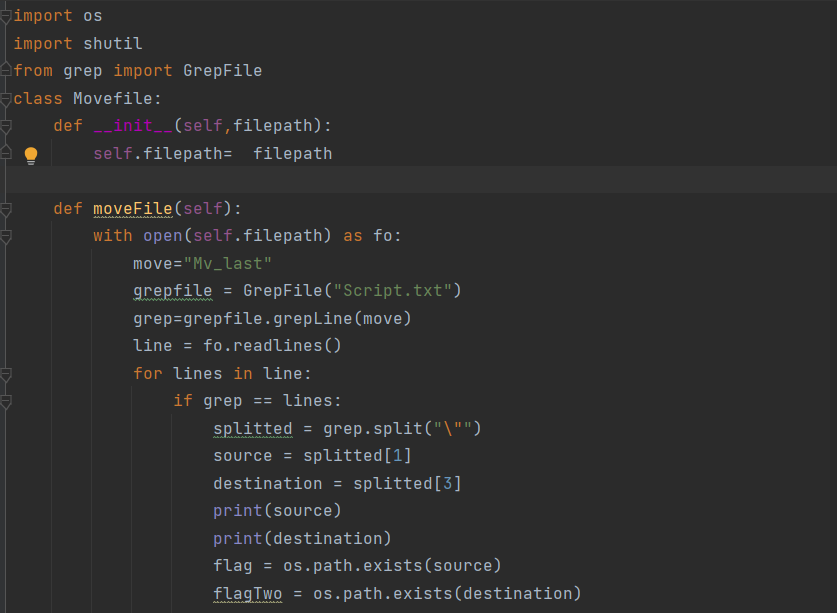 import os
import shutil
from grep import GrepFile
class Movefile:
    def __init__(self,filepath):
        self.filepath=  filepath
    def moveFile(self):
        with open(self.filepath) as fo:
            move="Mv_last"
            grepfile = GrepFile("Script.txt")
            grep=grepfile.grepLine(move)
            line = fo.readlines()
            for lines in line:
                if grep == lines:
                    splitted = grep.split("\"")
                    source = splitted[1]
                    destination = splitted[3]
                    print(source)
                    print(destination)
                    flag = os.path.exists(source)
                    flagTwo = os.path.exists(destination)